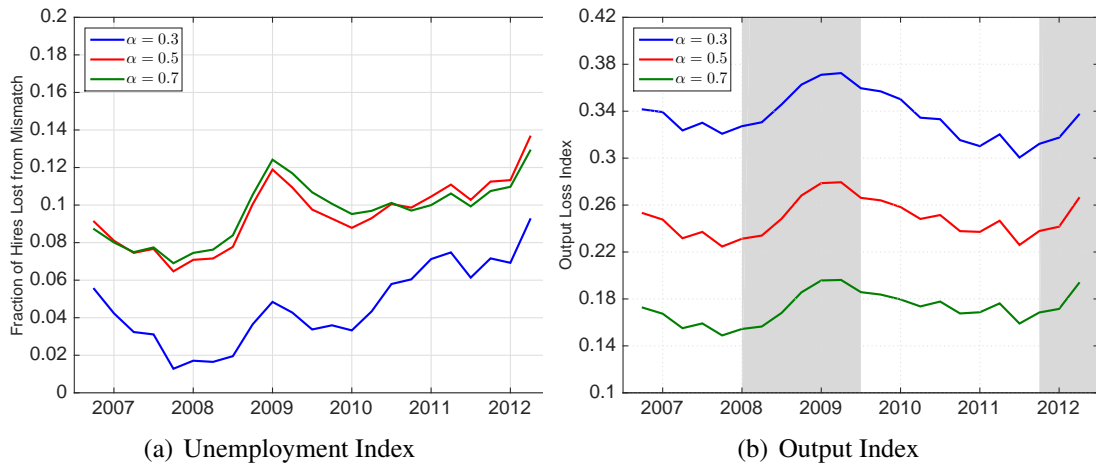 0.2
0.18
0.16
0.14
0.12
0.1
0.08
0.06
0.04
0.02
0
Fraction of Hires Lost from Mismatch
α = 0.3
α = 0.5
α = 0.7
2007 2008 2009 2010 2011 2012
(a) Unemployment Index
0.42
0.38
0.34
0.3
0.26
0.22
0.18
0.14
0.1
Output Loss Index
α = 0.3
α = 0.5
α = 0.7
2007 2008 2009 2010 2011 2012
(b) Output Index